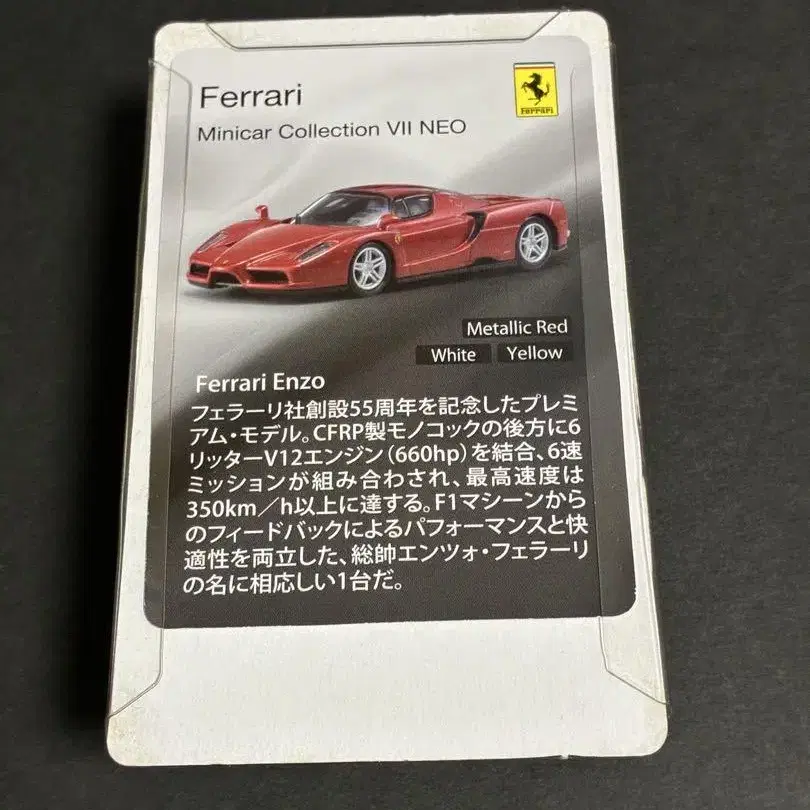 Ferrari
Minicar Collection VII NEO
Ferrari
Metallic Red
White Yellow
Ferrari Enzo
フェラーリ社創設55周年を記念したプレミ
アム・モデル。CFRP製モノコックの後方に6
リッターV12エンジン(660hp)を結合、6速
ミッションが組み合わされ、最高速度は
350km/h以上に達する。F1マシーンから
のフィードバックによるパフォーマンスと快
適性を両立した、総帥エンツォ・フェラーリ
の名に相応しい1台だ。